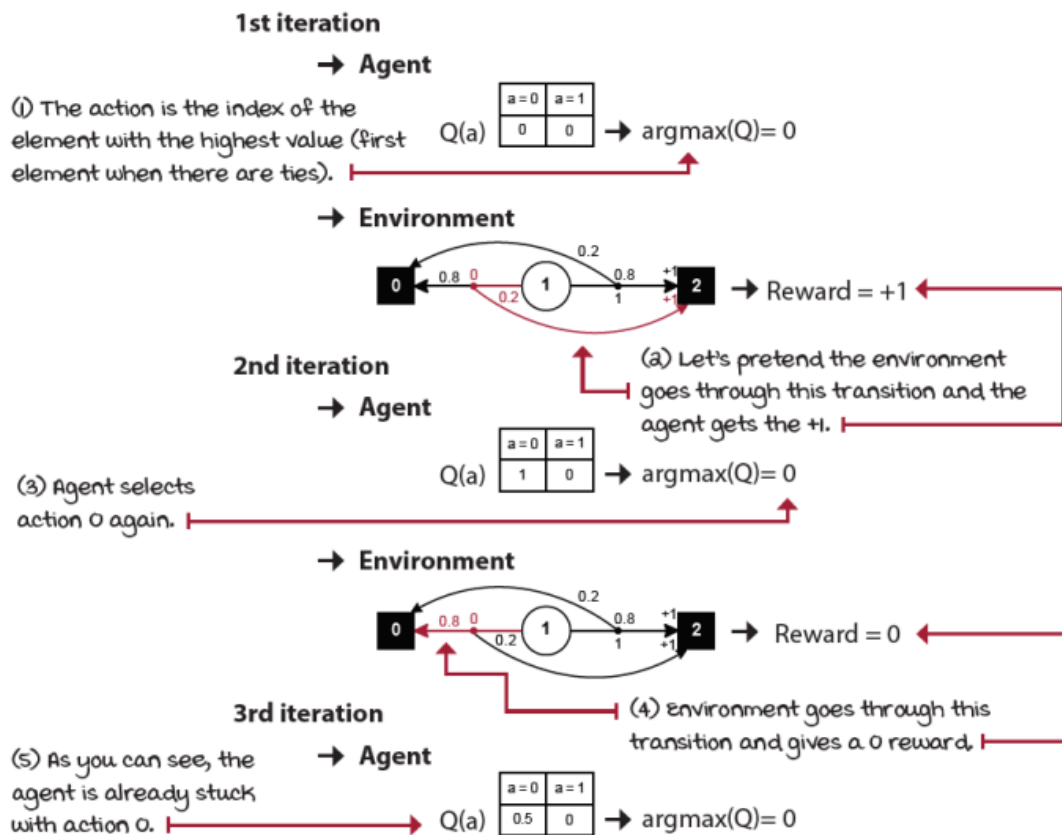 1st iteration
→ Agent
(1) The action is the index of the
element with the highest value (first
element when there are ties).
a = 0 a = 1
Q(a) 0 0 → argmax(Q)= 0
→ Environment
0.2
0 0.8 0 0.2 1 0.8 1 +1 +1 2 → Reward = +1
2nd iteration
(2) Let's pretend the environment
goes through this transition and the
agent gets the +1.
→ Agent
a = 0 a = 1
Q(a) 1 0 → argmax(Q)= 0
(3) Agent selects
action 0 again.
→ Environment
0.2
0 0.8 0 0.2 1 0.8 1 +1 +1 2 → Reward = 0
3rd iteration
(4) Environment goes through this
transition and gives a 0 reward.
→ Agent
(5) As you can see, the
agent is already stuck
with action 0.
a = 0 a = 1
Q(a) 0.5 0 → argmax(Q)= 0